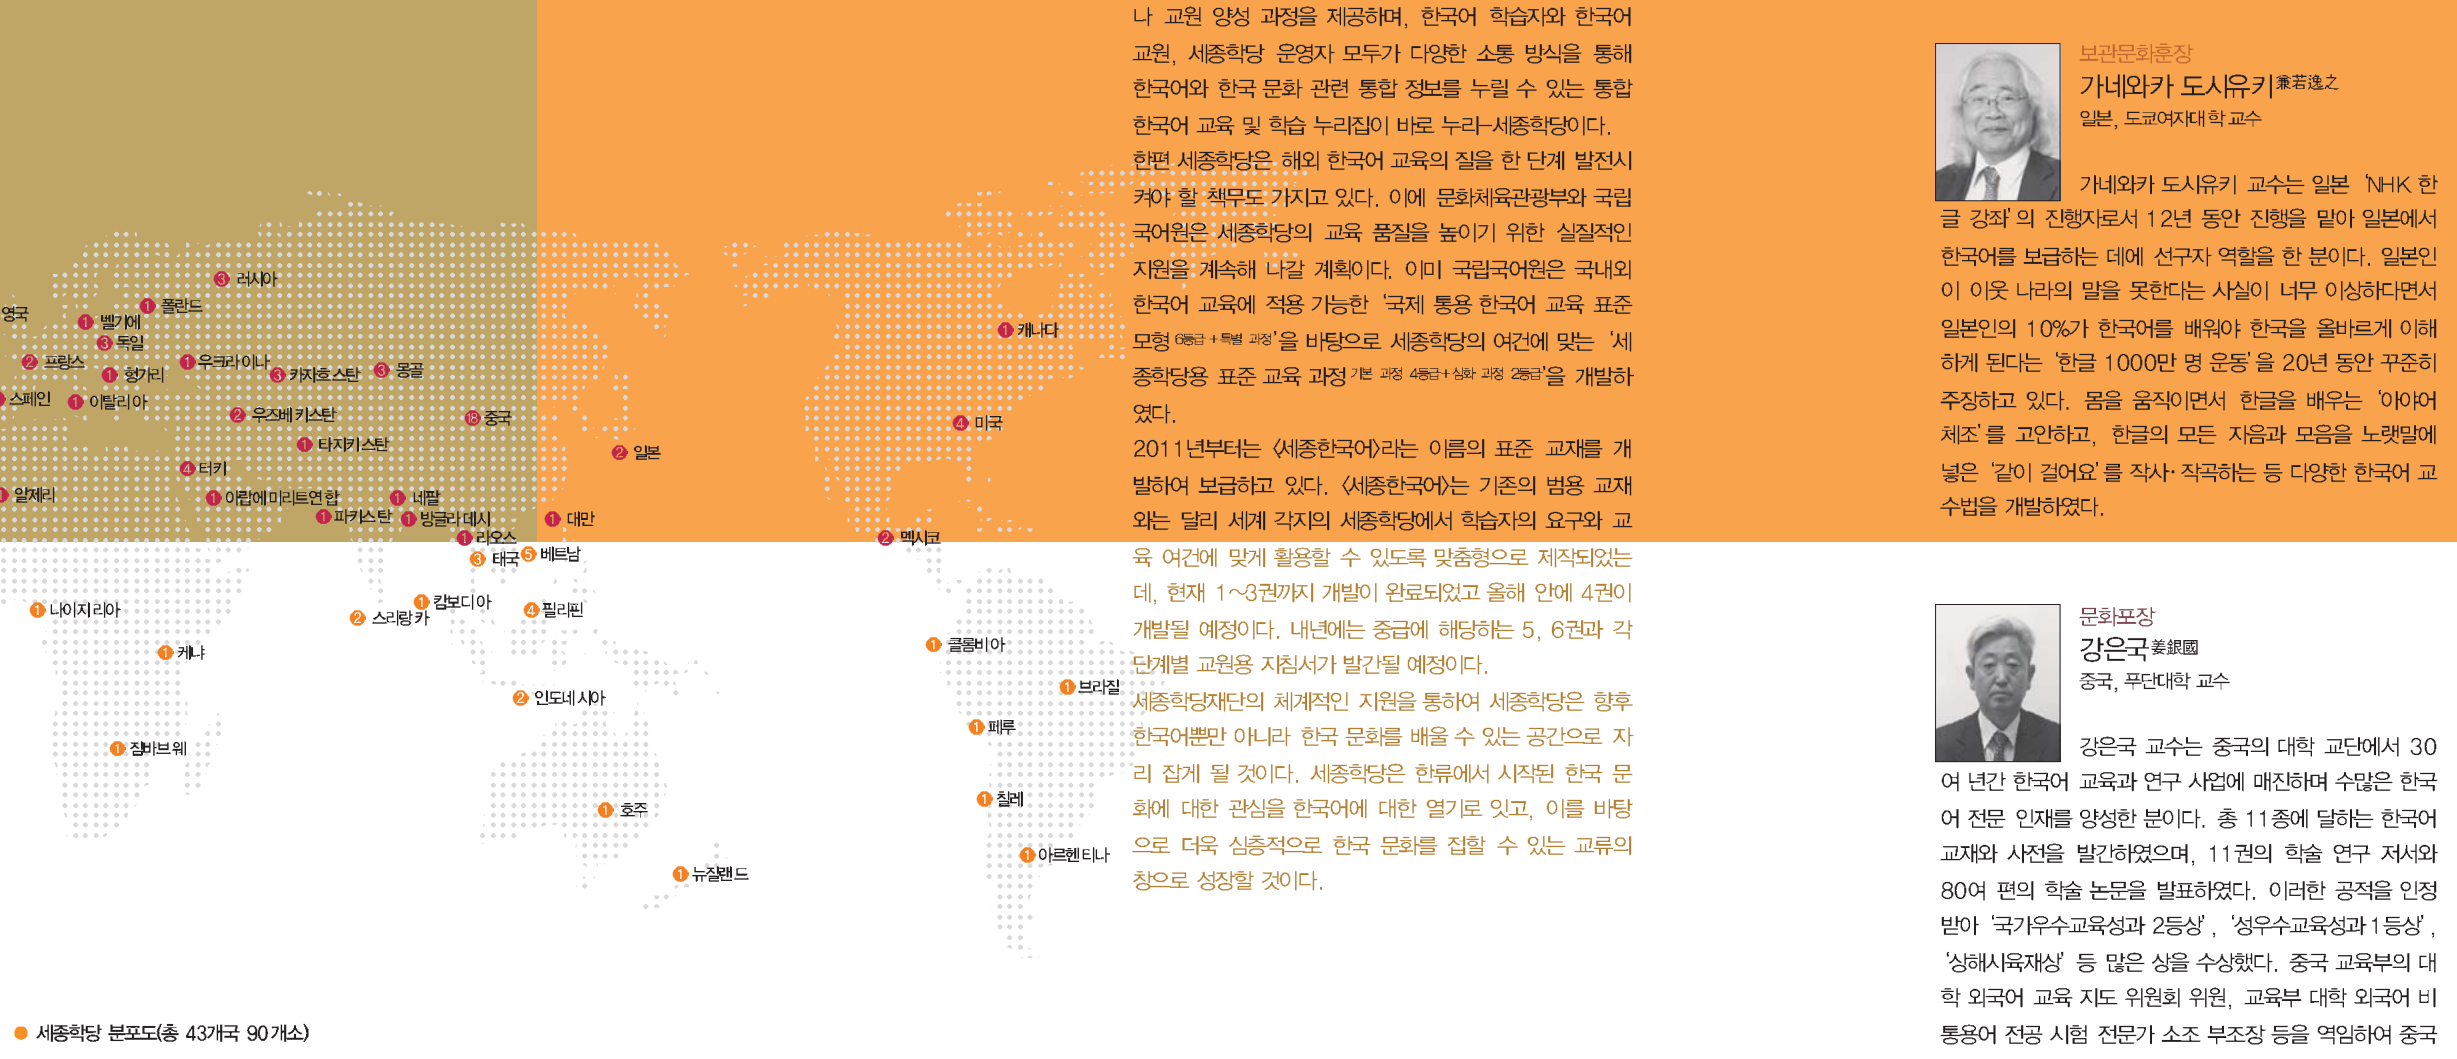 영국
3 러시아
1 폴란드
1 벨기에
3 독일
2 프랑스
1 우크라이나
1 헝가리
3 카자흐스탄
3 몽골
스페인
1 이탈리아
2 우즈베키스탄
18 중국
1 타지키스탄
4 터키
1 알제리
1 아랍에미리트연합
1 네팔
1 파키스탄
1 방글라데시
1 대만
1 라오스
3 태국
5 베트남
2 일본
1 캐나다
4 미국
2 멕시코
1 나이지리아
1 캄보디아
2 스리랑카
4 필리핀
1 케냐
2 인도네시아
1 짐바브웨
1 호주
1 뉴질랜드
1 콜롬비아
1 브라질
1 페루
1 칠레
1 아르헨티나
세종학당 분포도(총 43개국 90개소)
나 교원 양성 과정을 제공하며, 한국어 학습자와 한국어
교원, 세종학당 운영자 모두가 다양한 소통 방식을 통해
한국어와 한국 문화 관련 통합 정보를 누릴 수 있는 통합
한국어 교육 및 학습 누리집이 바로 누리-세종학당이다.
한편 세종학당은 해외 한국어 교육의 질을 한 단계 발전시
켜야 할 책무도 가지고 있다. 이에 문화체육관광부와 국립
국어원은 세종학당의 교육 품질을 높이기 위한 실질적인
지원을 계속해 나갈 계획이다. 이미 국립국어원은 국내외
한국어 교육에 적용 가능한 ‘국제 통용 한국어 교육 표준
모형 6등급+특별 과정’을 바탕으로 세종학당의 여건에 맞는 ‘세
종학당용 표준 교육 과정 기본 과정 4등급+심화 과정 2등급’을 개발하
였다.
2011년부터는 〈세종한국어〉라는 이름의 표준 교재를 개
발하여 보급하고 있다. 〈세종한국어〉는 기존의 범용 교재
와는 달리 세계 각지의 세종학당에서 학습자의 요구와 교
육 여건에 맞게 활용할 수 있도록 맞춤형으로 제작되었는
데, 현재 1~3권까지 개발이 완료되었고 올해 안에 4권이
개발될 예정이다. 내년에는 중급에 해당하는 5, 6권과 각
단계별 교원용 지침서가 발간될 예정이다.
세종학당재단의 체계적인 지원을 통하여 세종학당은 향후
한국어뿐만 아니라 한국 문화를 배울 수 있는 공간으로 자
리 잡게 될 것이다. 세종학당은 한류에서 시작된 한국 문
화에 대한 관심을 한국어에 대한 열기로 잇고, 이를 바탕
으로 더욱 심층적으로 한국 문화를 접할 수 있는 교류의
창으로 성장할 것이다.
보관문화훈장
가네와카 도시유키兼若逸之
일본, 도쿄여자대학 교수
가네와카 도시유키 교수는 일본 ‘NHK 한
글 강좌’의 진행자로서 12년 동안 진행을 맡아 일본에서
한국어를 보급하는 데에 선구자 역할을 한 분이다. 일본인
이 이웃 나라의 말을 못한다는 사실이 너무 이상하다면서
일본인의 10%가 한국어를 배워야 한국을 올바르게 이해
하게 된다는 ‘한글 1000만 명 운동’을 20년 동안 꾸준히
주장하고 있다. 몸을 움직이면서 한글을 배우는 ‘아야어
체조’를 고안하고, 한글의 모든 자음과 모음을 노랫말에
넣은 ‘같이 걸어요’를 작사·작곡하는 등 다양한 한국어 교
수법을 개발하였다.
문화포장
강은국姜銀國
중국, 푸단대학 교수
강은국 교수는 중국의 대학 교단에서 30
여 년간 한국어 교육과 연구 사업에 매진하며 수많은 한국
어 전문 인재를 양성한 분이다. 총 11종에 달하는 한국어
교재와 사전을 발간하였으며, 11권의 학술 연구 저서와
80여 편의 학술 논문을 발표하였다. 이러한 공적을 인정
받아 ‘국가우수교육성과 2등상’, ‘성우수교육성과 1등상’,
‘상해시육재상’ 등 많은 상을 수상했다. 중국 교육부의 대
학 외국어 교육 지도 위원회 위원, 교육부 대학 외국어 비
통용어 전공 시험 전문가 소조 부조장 등을 역임하여 중국